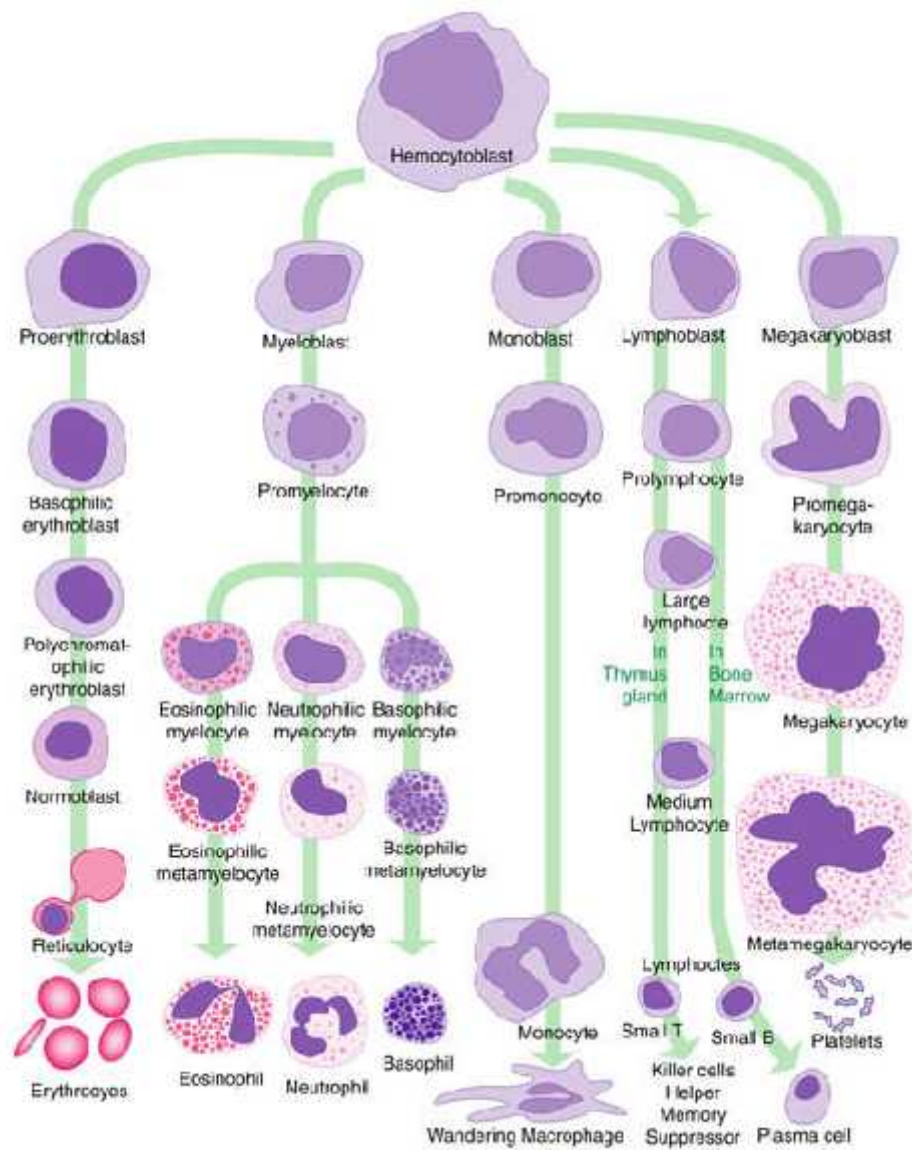 Hemocytoblast
Proerythroblast
Myeloblast
Monoblast
Lymphoblast
Megakaryoblast
Basophilic
erythroblast
Promyelocyte
Promonocyte
Prolymphocyte
Promega-
karyocyte
Polychromat-
ophilic
erythroblast
Large
lymphocte
In
Thymus
gland
In
Bone
Marrow
Eosinophilic
myelocyte
Neutrophilic
myelocyte
Basophilic
myelocyte
Megakaryocyte
Normoblast
Medium
Lymphocyte
Eosinophilic
metamyelocyte
Basophilic
metamyelocyte
Neutrophilic
metamyelocyte
Reticulocyte
Metamegakaryocyte
Lymphoctes
Small T
Small B
Platelets
Monocyte
Erythrocyes
Eosinophil
Neutrophil
Basophil
Wandering Macrophage
Killer cells
Helper
Memory
Suppressor
Plasma cell